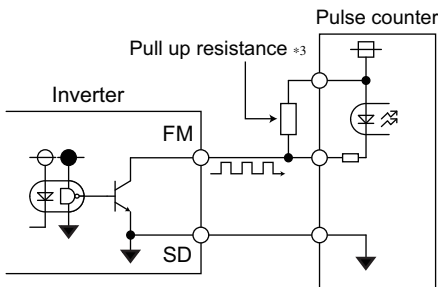 Pulse counter
Pull up resistance *3
Inverter
FM
SD